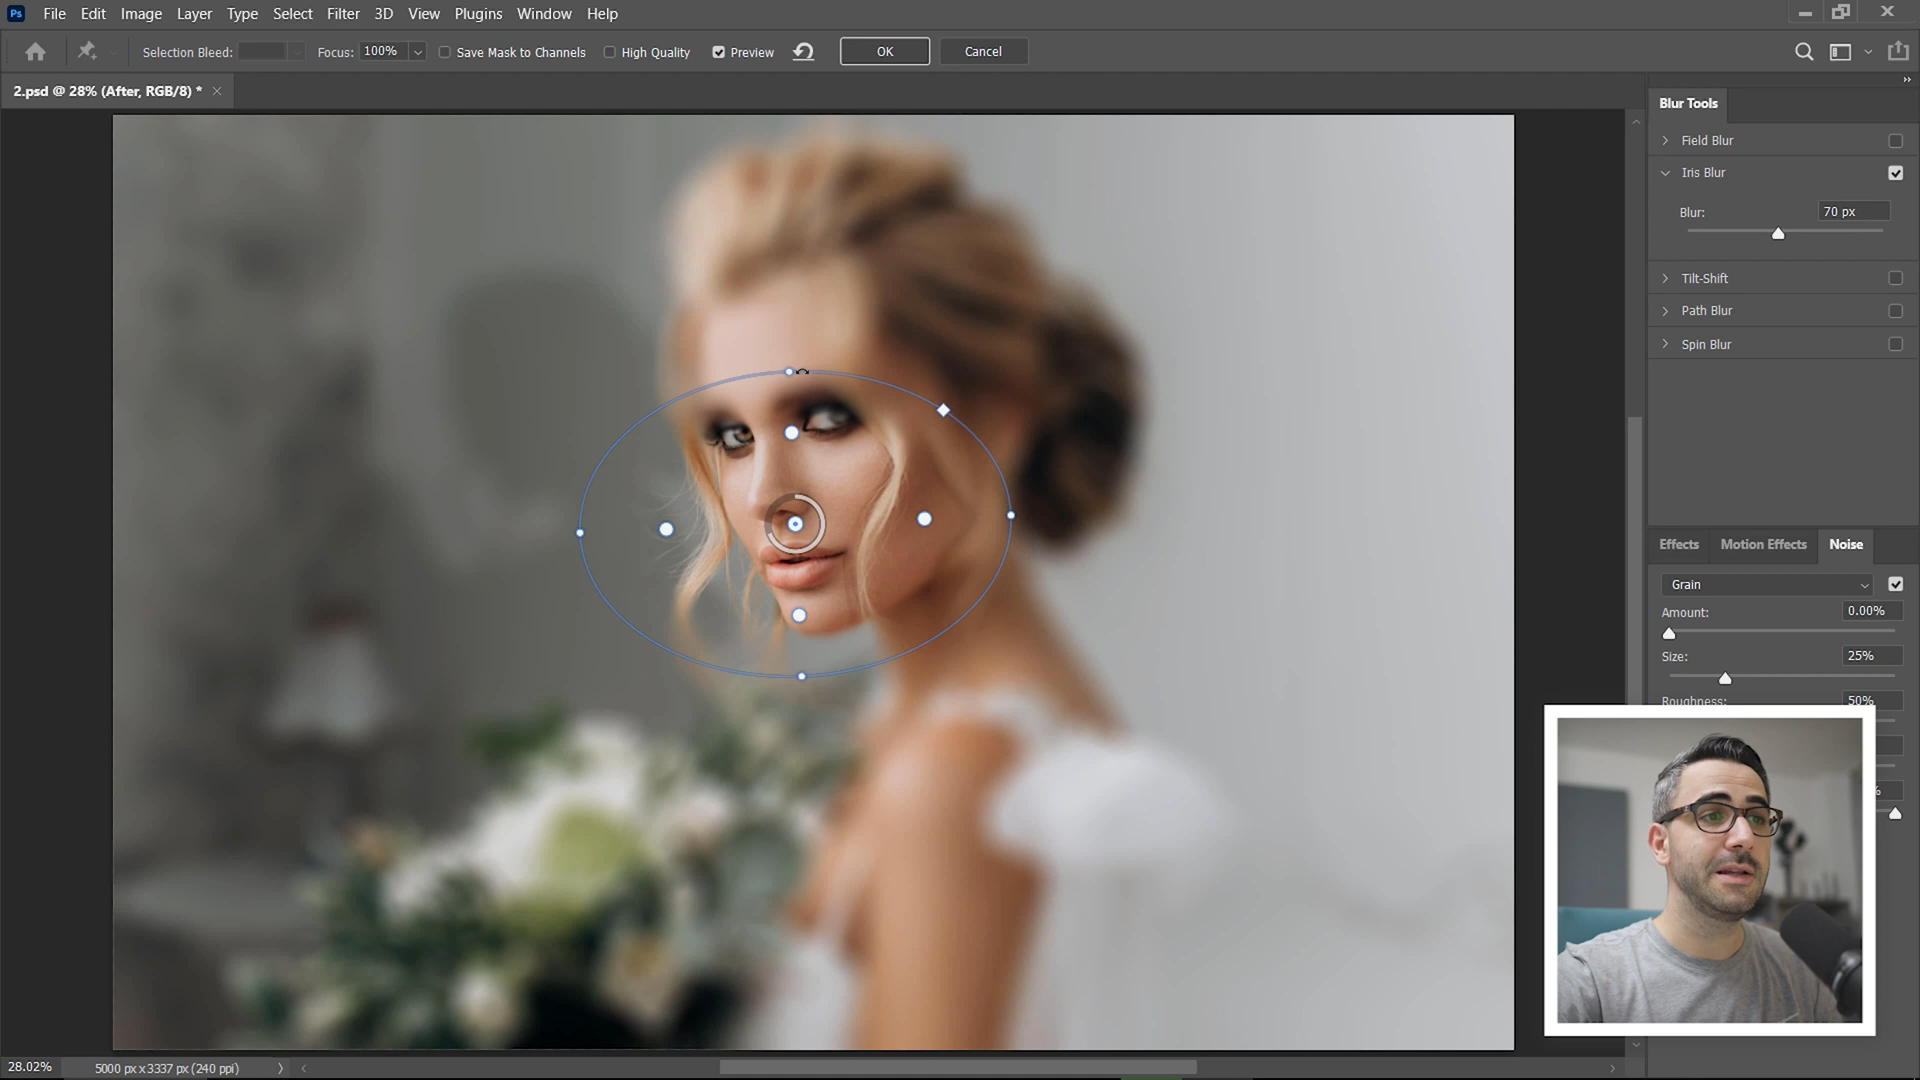 Ps File Edit Image Layer Type Select Filter 3D View Plugins Window Help
Selection Bleed: Focus: 100% Save Mask to Channels High Quality Preview OK Cancel
2.psd @ 28% (After, RGB/8) *
Blur Tools
Field Blur
Iris Blur
Blur: 70 px
Tilt-Shift
Path Blur
Spin Blur
Effects Motion Effects Noise
Grain
Amount: 0.00%
Size: 25%
Roughness: 50%
%
28.02% 5000 px x 3337 px (240 ppi)